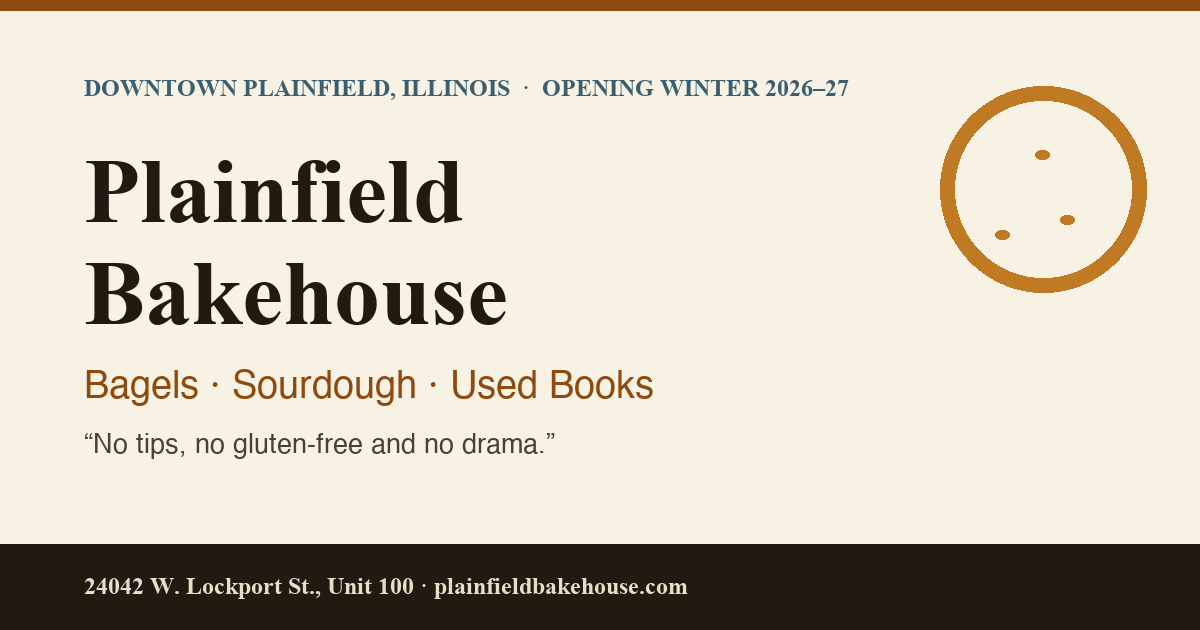 DOWNTOWN PLAINFIELD, ILLINOIS · OPENING WINTER 2026–27
Plainfield
Bakehouse
Bagels · Sourdough · Used Books
“No tips, no gluten-free and no drama.”
24042 W. Lockport St., Unit 100 · plainfieldbakehouse.com